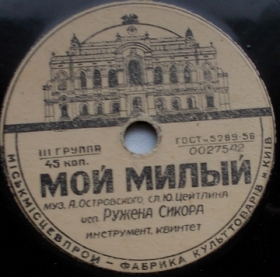 III ГРУППА
45 коп.
ГОСТ-5289-56
0027542
МОЙ МИЛЫЙ
муз. А. Островского, сл. Ю. Цейтлина
исп. Ружена Сикора
инструмент. квинтет
МІСЬКМІСЦЕВПРОМ - ФАБРИКА КУЛЬТТОВАРІВ м. КИЇВ